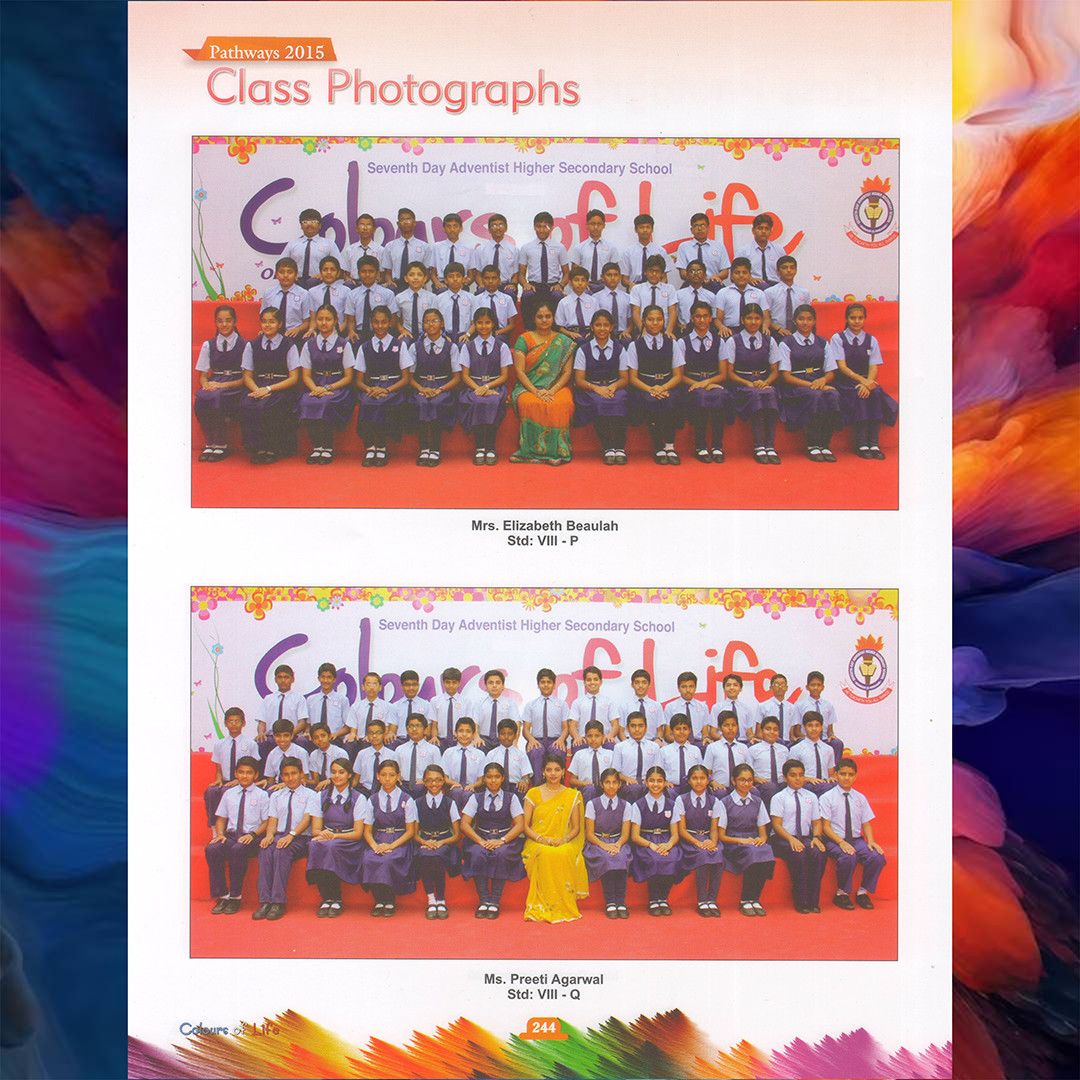 Pathways 2015
Class Photographs
Seventh Day Adventist Higher Secondary School
Colours of Life
Mrs. Elizabeth Beaulah
Std: VIII - P
Seventh Day Adventist Higher Secondary School
Colours of Life
Ms. Preeti Agarwal
Std: VIII - Q
Colours of Life
244